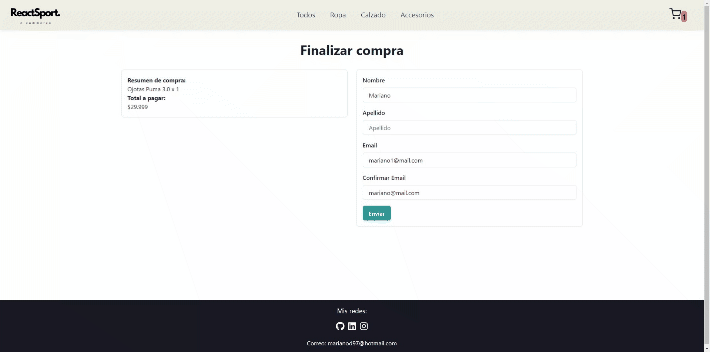 ReactSport.
e-commerce
Todos Ropa Calzado Accesorios
1
Finalizar compra
Resumen de compra:
Ojotas Puma 3.0 x 1
Total a pagar:
$29.999
Nombre
Mariano
Apellido
Apellido
Email
mariano1@mail.com
Confirmar Email
mariano@mail.com
Enviar
Mis redes:
Correo: marianod97@hotmail.com